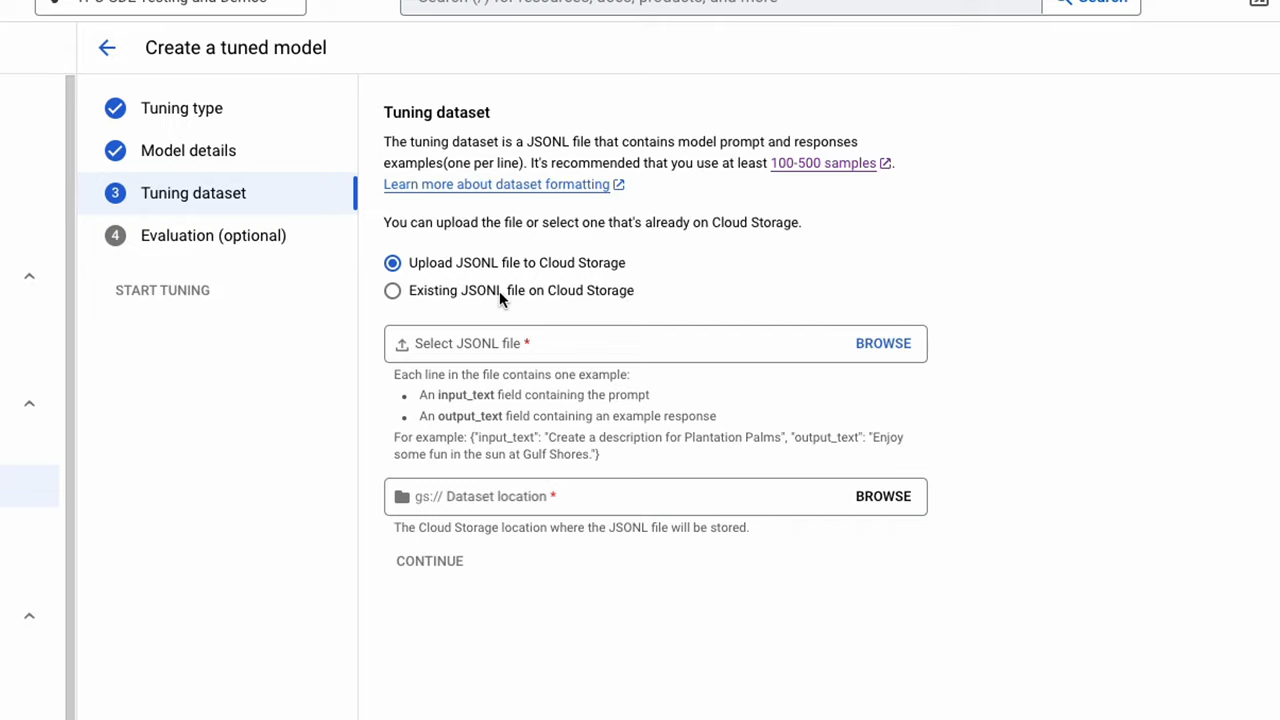 Create a tuned model
Tuning type
Model details
3 Tuning dataset
4 Evaluation (optional)
START TUNING
Tuning dataset
The tuning dataset is a JSONL file that contains model prompt and responses
examples(one per line). It's recommended that you use at least 100-500 samples.
Learn more about dataset formatting
You can upload the file or select one that's already on Cloud Storage.
Upload JSONL file to Cloud Storage
Existing JSONL file on Cloud Storage
Select JSONL file * BROWSE
Each line in the file contains one example:
• An input_text field containing the prompt
• An output_text field containing an example response
For example: {"input_text": "Create a description for Plantation Palms", "output_text": "Enjoy
some fun in the sun at Gulf Shores."}
gs:// Dataset location * BROWSE
The Cloud Storage location where the JSONL file will be stored.
CONTINUE